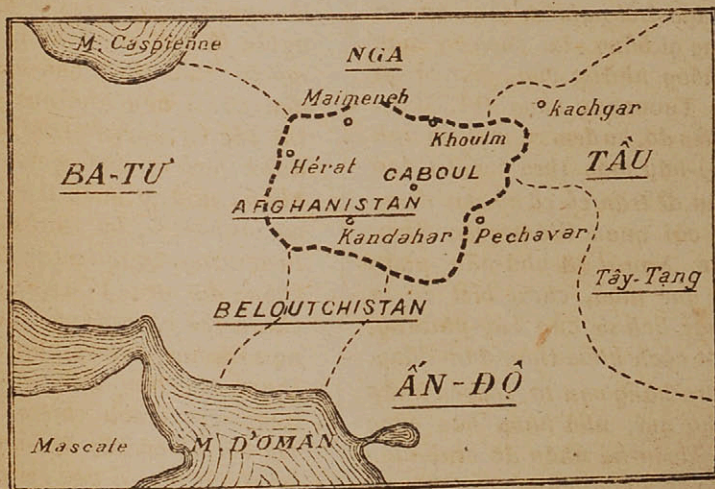 M. Caspienne
NGA
Maimeneh
kachgar
Khoulm
BA-TƯ
Hérat
CABOUL
TẦU
AFGHANISTAN
Kandahar
Pechavar
Tây-Tạng
BELOUTCHISTAN
ẤN-ĐỘ
Mascate
M. D'OMAN